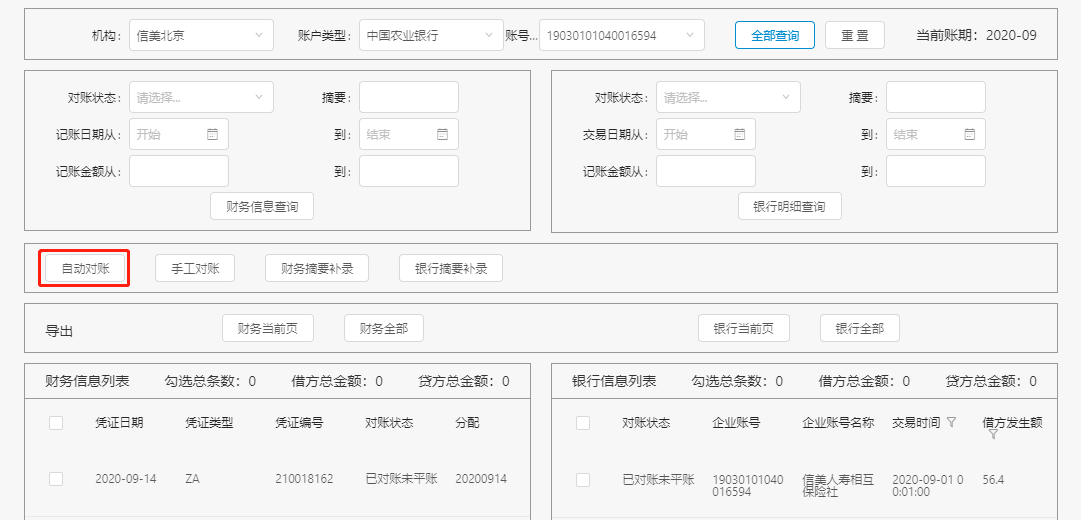 机构： 信美北京 账户类型： 中国农业银行 账号... 19030101040016594 全部查询 重 置 当前账期：2020-09
对账状态： 请选择... 摘要：
记账日期从： 开始 到： 结束
记账金额从： 到：
财务信息查询
对账状态： 请选择... 摘要：
交易日期从： 开始 到： 结束
记账金额从： 到：
银行明细查询
自动对账 手工对账 财务摘要补录 银行摘要补录
导出 财务当前页 财务全部 银行当前页 银行全部
财务信息列表 勾选总条数：0 借方总金额：0 贷方总金额：0
凭证日期 凭证类型 凭证编号 对账状态 分配
2020-09-14 ZA 210018162 已对账未平账 20200914
银行信息列表 勾选总条数：0 借方总金额：0 贷方总金额：0
对账状态 企业账号 企业账号名称 交易时间 借方发生额
已对账未平账 19030101040 信美人寿相互 2020-09-01 0 56.4
016594 保险社 0:01:00